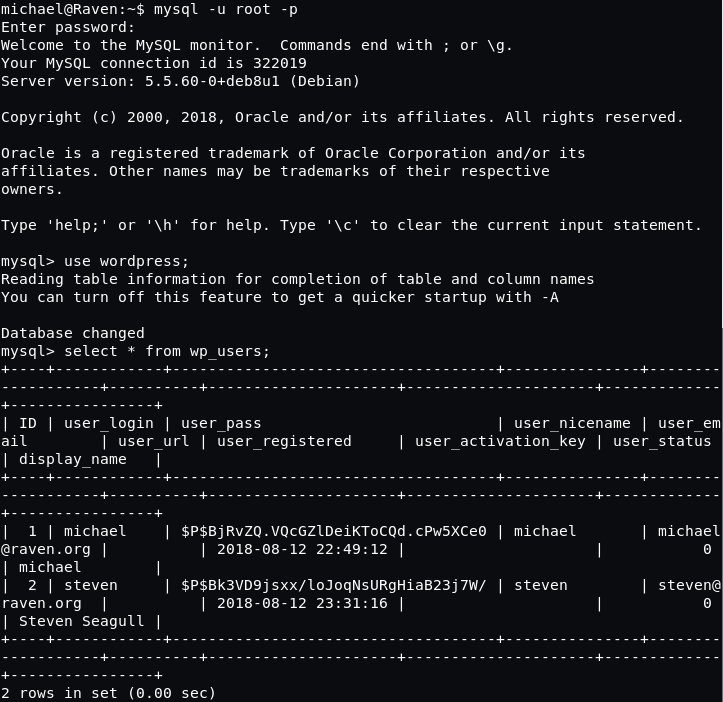 michael@Raven:~$ mysql -u root -p
Enter password:
Welcome to the MySQL monitor.  Commands end with ; or \g.
Your MySQL connection id is 322019
Server version: 5.5.60-0+deb8u1 (Debian)

Copyright (c) 2000, 2018, Oracle and/or its affiliates. All rights reserved.

Oracle is a registered trademark of Oracle Corporation and/or its
affiliates. Other names may be trademarks of their respective
owners.

Type 'help;' or '\h' for help. Type '\c' to clear the current input statement.

mysql> use wordpress;
Reading table information for completion of table and column names
You can turn off this feature to get a quicker startup with -A

Database changed
mysql> select * from wp_users;
+----+------------+------------------------------------+---------------+--------
-----------+----------+---------------------+---------------------+-------------
+----------------+
| ID | user_login | user_pass                          | user_nicename | user_em
ail        | user_url | user_registered     | user_activation_key | user_status 
| display_name   |
+----+------------+------------------------------------+---------------+--------
-----------+----------+---------------------+---------------------+-------------
+----------------+
|  1 | michael    | $P$BjRvZQ.VQcGZlDeiKToCQd.cPw5XCe0 | michael       | michael
@raven.org |          | 2018-08-12 22:49:12 |                     |           0 
| michael        |
|  2 | steven     | $P$Bk3VD9jsxx/loJoqNsURgHiaB23j7W/ | steven        | steven@
raven.org  |          | 2018-08-12 23:31:16 |                     |           0 
| Steven Seagull |
+----+------------+------------------------------------+---------------+--------
-----------+----------+---------------------+---------------------+-------------
+----------------+
2 rows in set (0.00 sec)